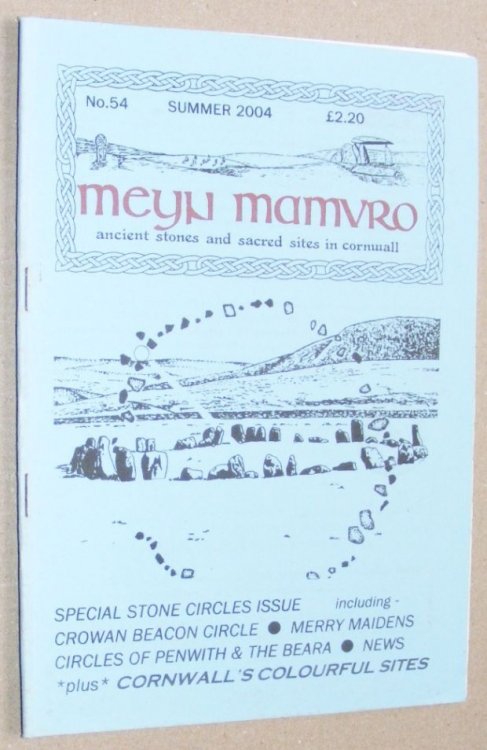 No.54 SUMMER 2004 £2.20
meyn mamvro
ancient stones and sacred sites in cornwall
SPECIAL STONE CIRCLES ISSUE including -
CROWAN BEACON CIRCLE ● MERRY MAIDENS
CIRCLES OF PENWITH & THE BEARA ● NEWS
*plus* CORNWALL'S COLOURFUL SITES